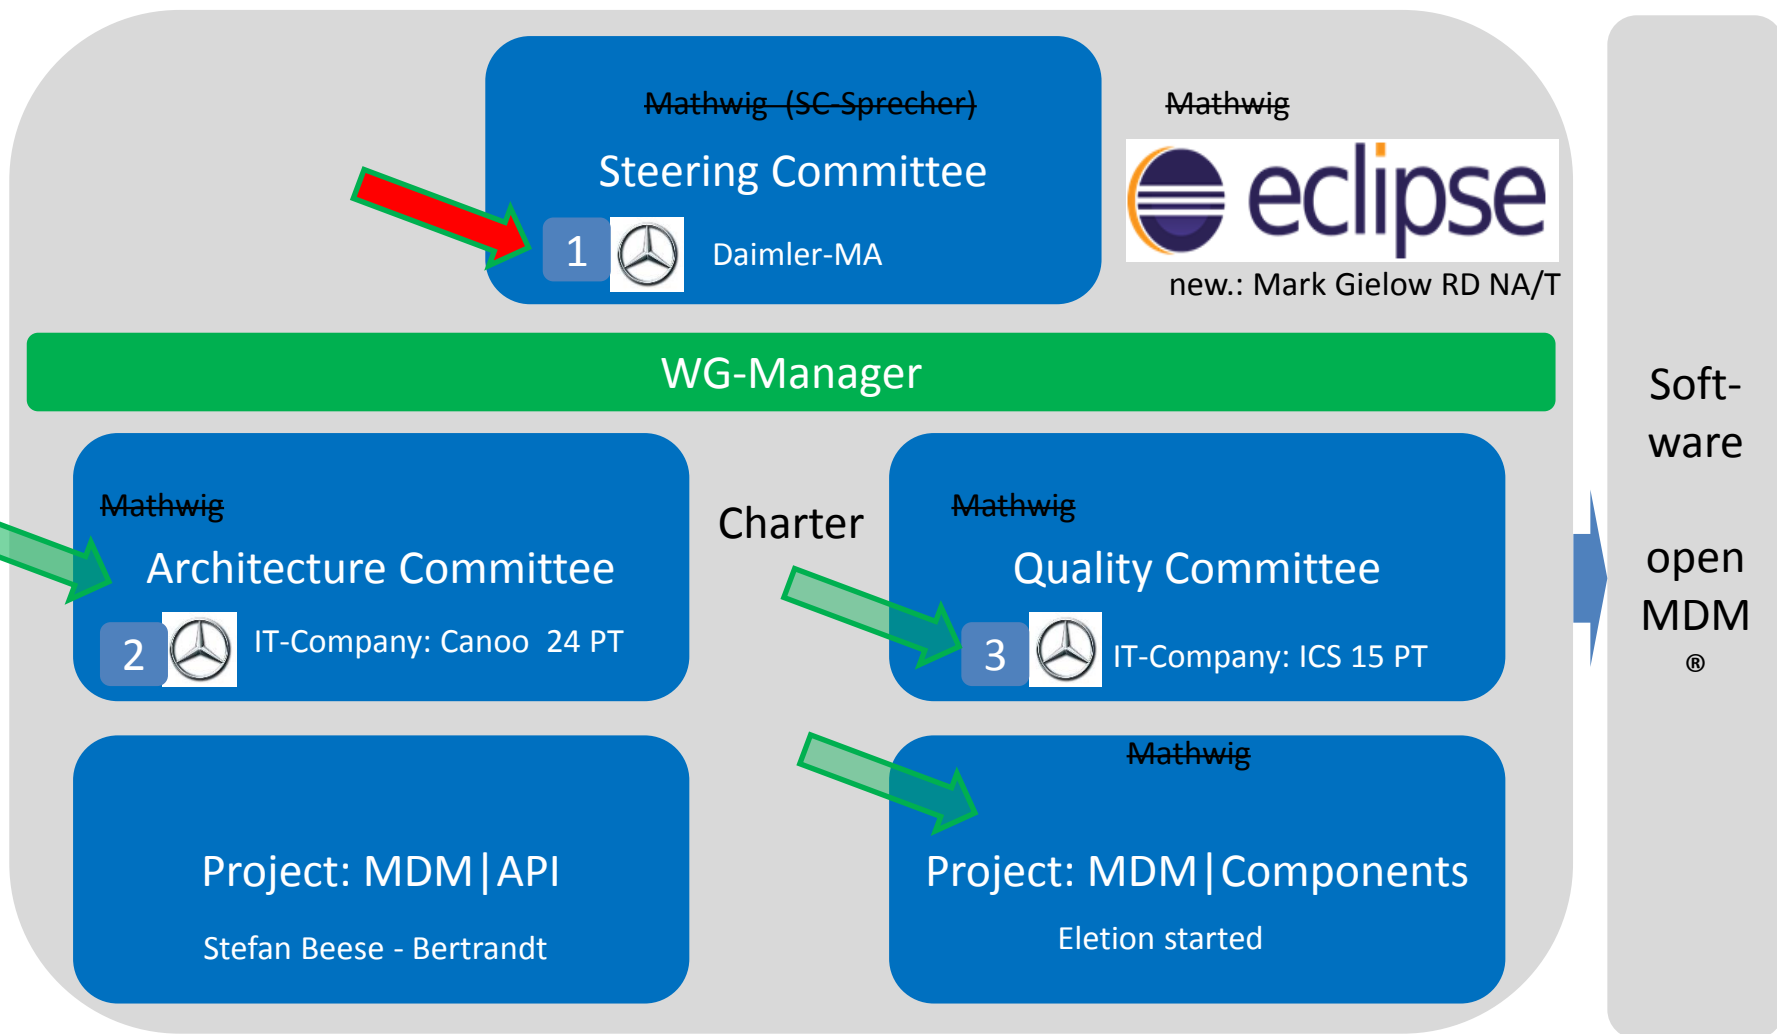 Mathwig (SC-Sprecher)
Steering Committee
1
Daimler-MA
Mathwig
eclipse
new.: Mark Gielow RD NA/T
WG-Manager
Mathwig
Architecture Committee
2
IT-Company: Canoo 24 PT
Charter
Mathwig
Quality Committee
3
IT-Company: ICS 15 PT
Project: MDM|API
Stefan Beese - Bertrandt
Mathwig
Project: MDM|Components
Eletion started
Soft-
ware
open
MDM
®